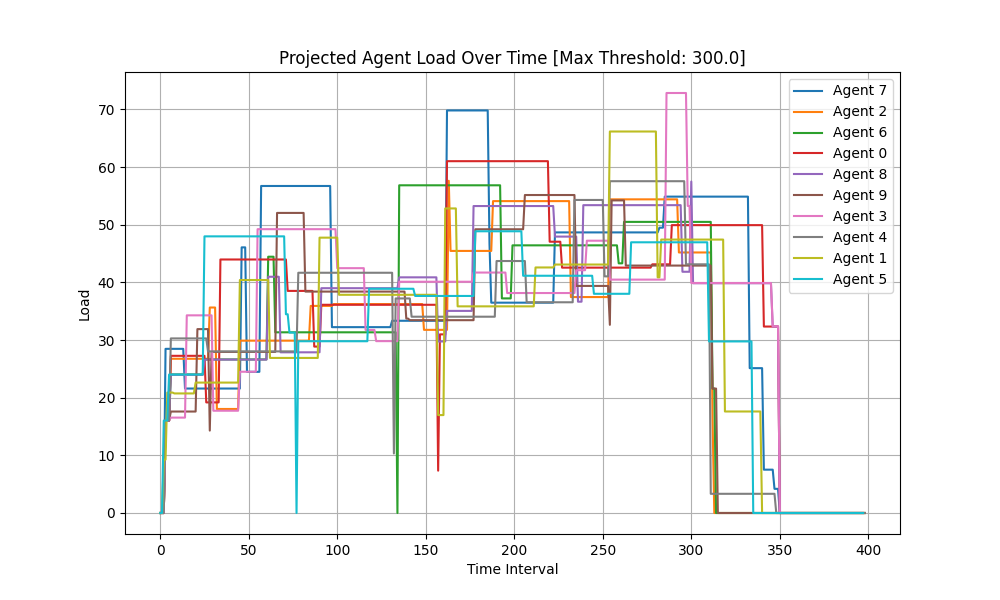 Projected Agent Load Over Time [Max Threshold: 300.0]
Load
70
60
50
40
30
20
10
0
0 50 100 150 200 250 300 350 400
Time Interval
Agent 7
Agent 2
Agent 6
Agent 0
Agent 8
Agent 9
Agent 3
Agent 4
Agent 1
Agent 5